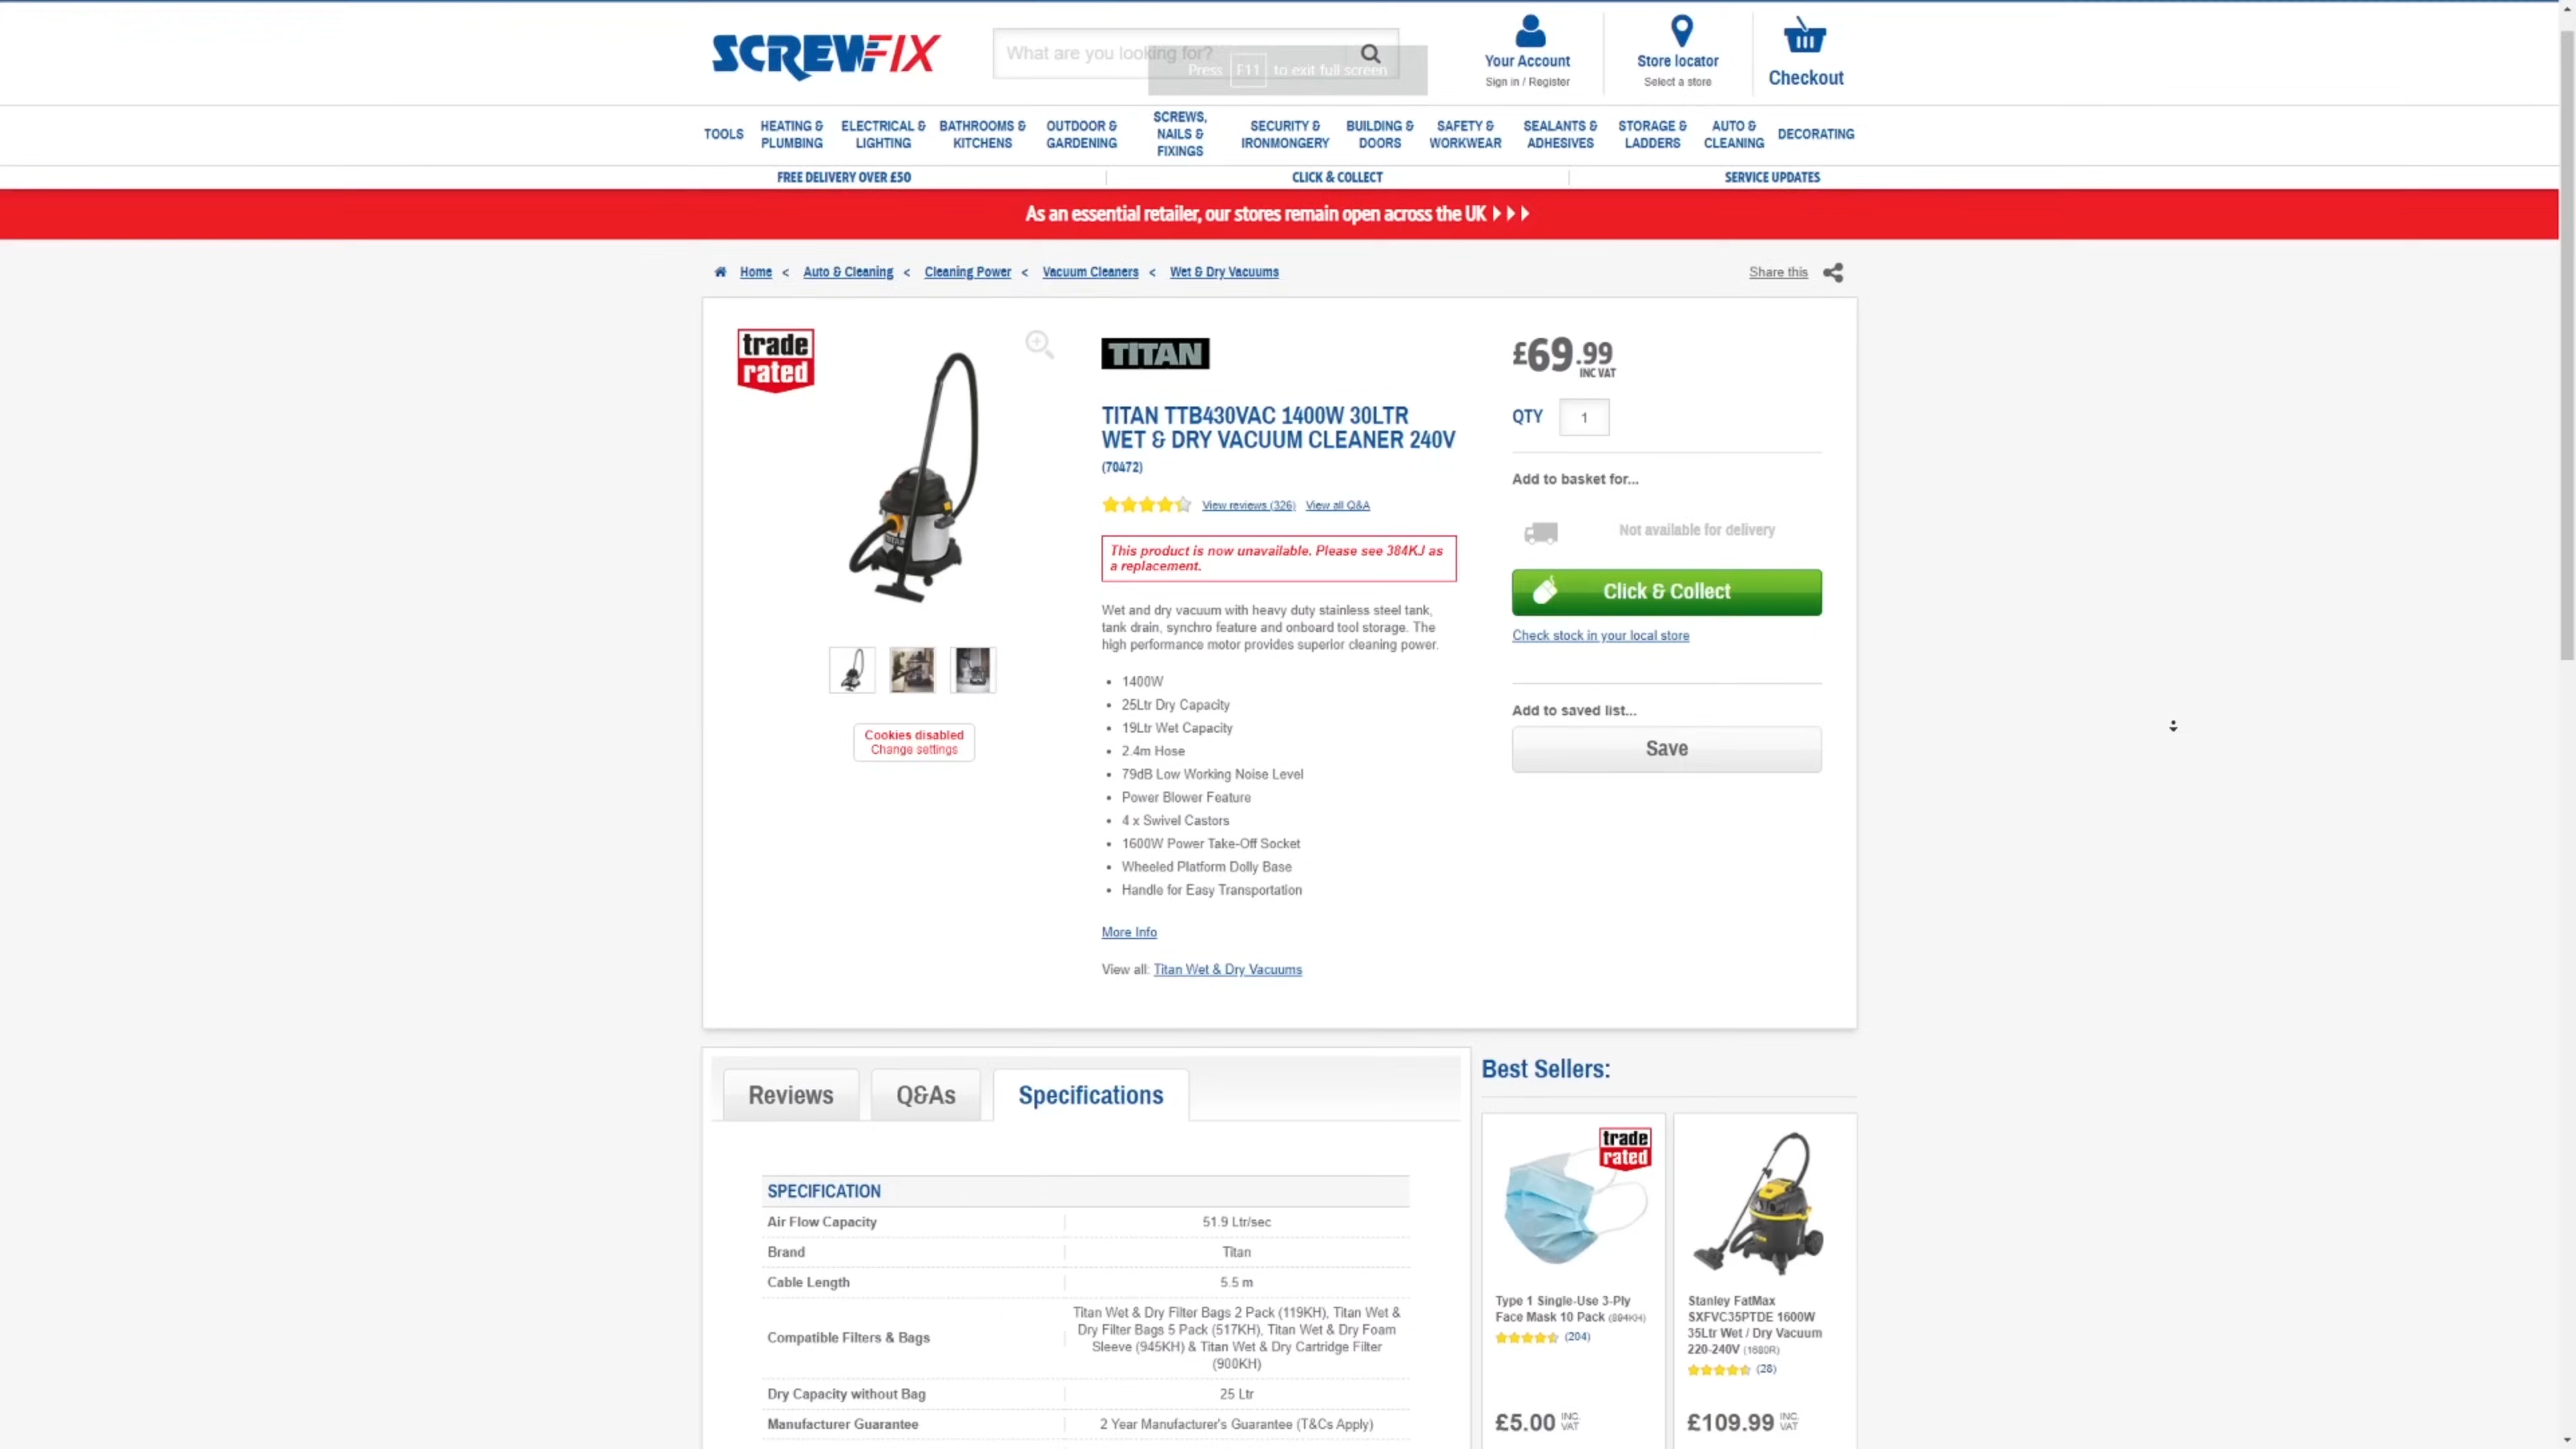 SCREWFIX
What are you looking for?
Press F11 to exit full screen
Your Account
Sign in / Register
Store locator
Select a store
Checkout
TOOLS
HEATING &
PLUMBING
ELECTRICAL &
LIGHTING
BATHROOMS &
KITCHENS
OUTDOOR &
GARDENING
SCREWS,
NAILS &
FIXINGS
SECURITY &
IRONMONGERY
BUILDING &
DOORS
SAFETY &
WORKWEAR
SEALANTS &
ADHESIVES
STORAGE &
LADDERS
AUTO &
CLEANING
DECORATING
FREE DELIVERY OVER £50
CLICK & COLLECT
SERVICE UPDATES
As an essential retailer, our stores remain open across the UK
Home < Auto & Cleaning < Cleaning Power < Vacuum Cleaners < Wet & Dry Vacuums
Share this
trade
rated
TITAN
TITAN TTB430VAC 1400W 30LTR
WET & DRY VACUUM CLEANER 240V
(70472)
View reviews (326) View all Q&A
This product is now unavailable. Please see 384KJ as
a replacement.
Wet and dry vacuum with heavy duty stainless steel tank,
tank drain, synchro feature and onboard tool storage. The
high performance motor provides superior cleaning power.
• 1400W
• 25Ltr Dry Capacity
• 19Ltr Wet Capacity
• 2.4m Hose
• 79dB Low Working Noise Level
• Power Blower Feature
• 4 x Swivel Castors
• 1600W Power Take-Off Socket
• Wheeled Platform Dolly Base
• Handle for Easy Transportation
More Info
View all: Titan Wet & Dry Vacuums
Cookies disabled
Change settings
£69.99
INC VAT
QTY 1
Add to basket for...
Not available for delivery
Click & Collect
Check stock in your local store
Add to saved list...
Save
Reviews
Q&As
Specifications
SPECIFICATION
Air Flow Capacity 51.9 Ltr/sec
Brand Titan
Cable Length 5.5 m
Compatible Filters & Bags
Titan Wet & Dry Filter Bags 2 Pack (119KH), Titan Wet &
Dry Filter Bags 5 Pack (517KH), Titan Wet & Dry Foam
Sleeve (945KH) & Titan Wet & Dry Cartridge Filter
(900KH)
Dry Capacity without Bag 25 Ltr
Manufacturer Guarantee 2 Year Manufacturer's Guarantee (T&Cs Apply)
Best Sellers:
trade
rated
Type 1 Single-Use 3-Ply
Face Mask 10 Pack (894KH)
(204)
£5.00 INC VAT
Stanley FatMax
SXFVC35PTDE 1600W
35Ltr Wet / Dry Vacuum
220-240V (1680R)
(28)
£109.99 INC VAT